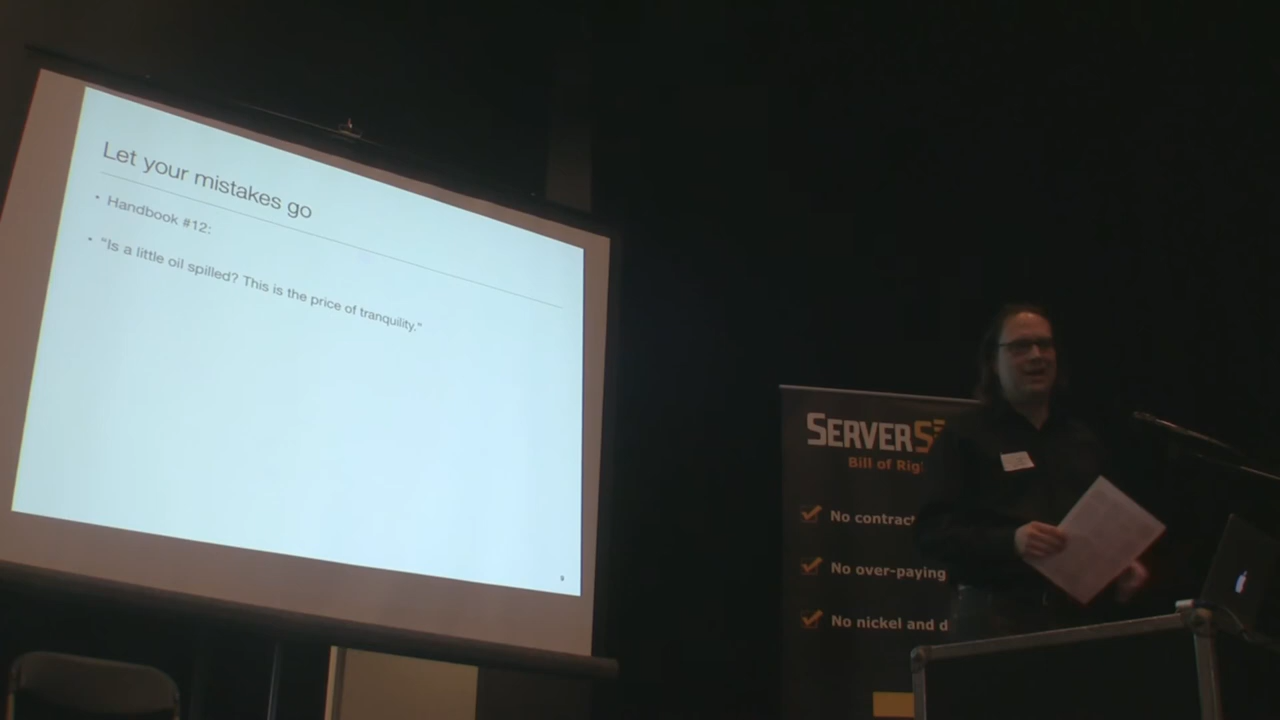 Let your mistakes go
• Handbook #12:
• “Is a little oil spilled? This is the price of tranquility.”
9
SERVERS
Bill of Rig
No contract
No over-paying
No nickel and d